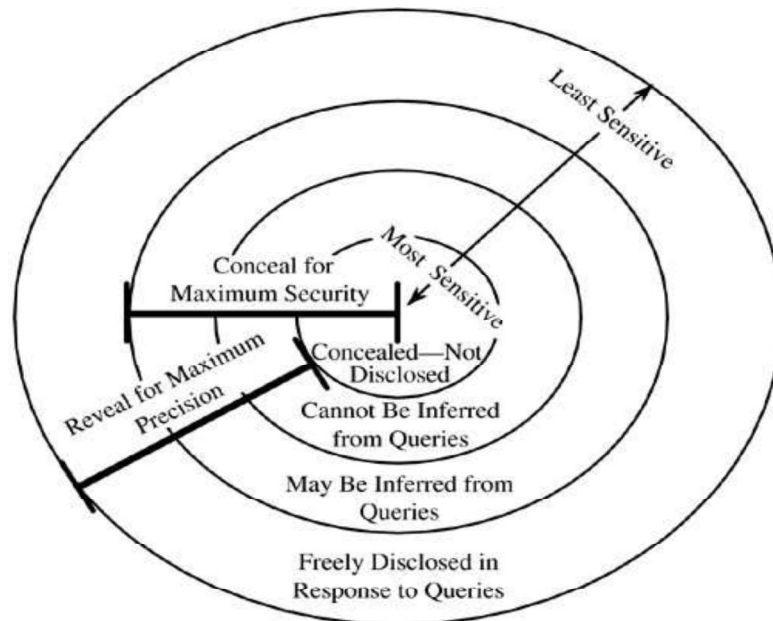 Least Sensitive
Most Sensitive
Conceal for
Maximum Security
Reveal for Maximum
Precision
Concealed—Not
Disclosed
Cannot Be Inferred
from Queries
May Be Inferred from
Queries
Freely Disclosed in
Response to Queries